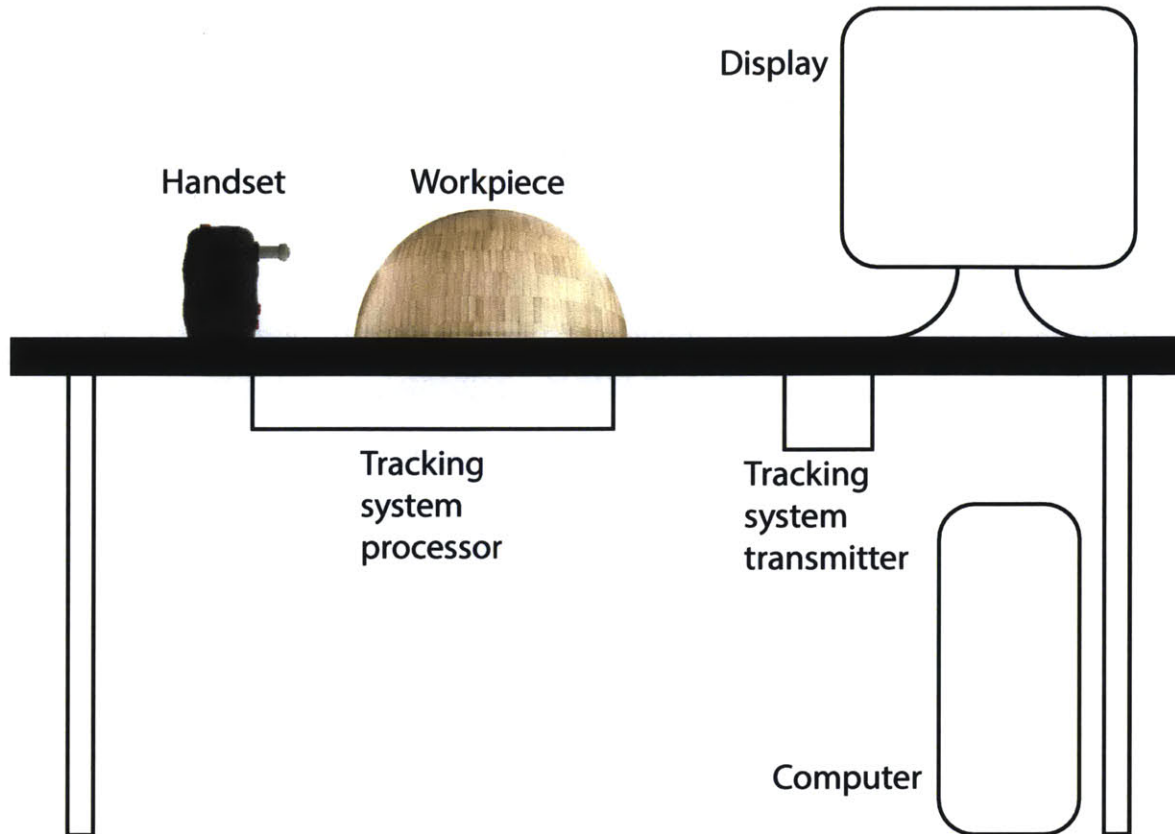 Display
Handset
Workpiece
Tracking
system
processor
Tracking
system
transmitter
Computer